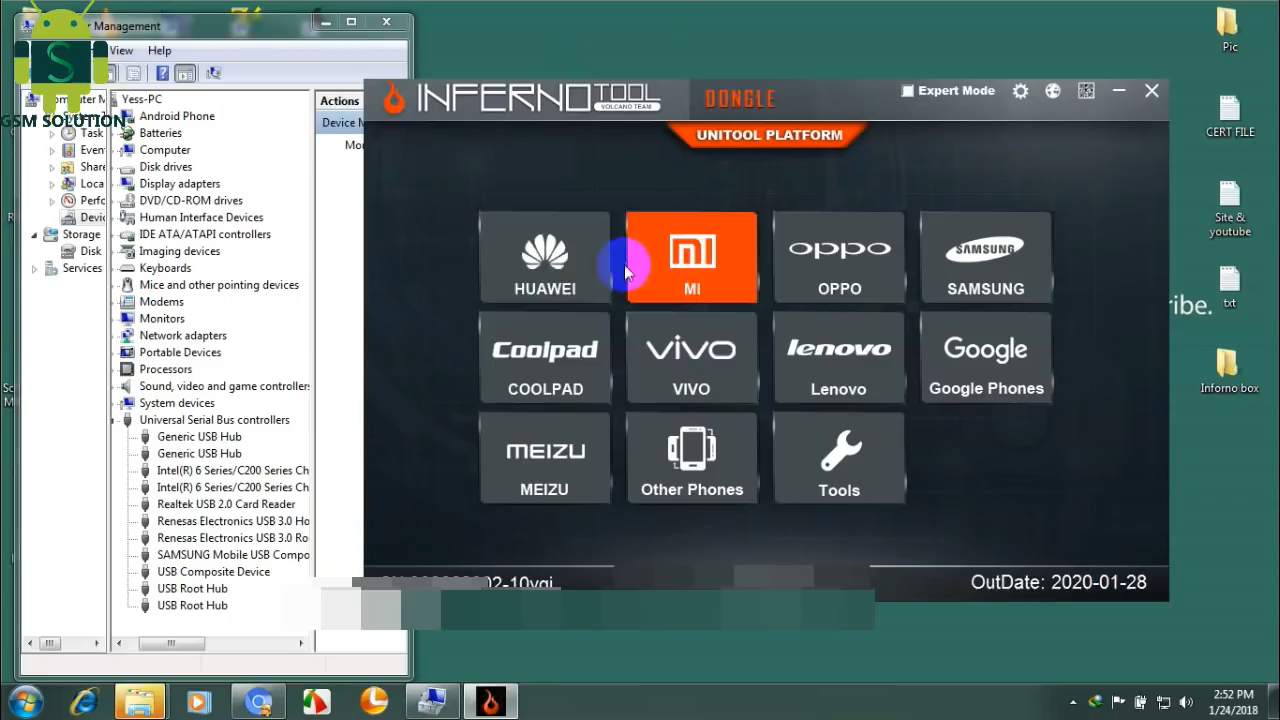 Management
View Help
S
GSM SOLUTION
Computer M
Task
Even
Share
Loca
Perfo
Devic
Storage
Disk
Services
Yess-PC
Android Phone
Batteries
Computer
Disk drives
Display adapters
DVD/CD-ROM drives
Human Interface Devices
IDE ATA/ATAPI controllers
Imaging devices
Keyboards
Mice and other pointing devices
Modems
Monitors
Network adapters
Portable Devices
Processors
Sound, video and game controllers
System devices
Universal Serial Bus controllers
Generic USB Hub
Generic USB Hub
Intel(R) 6 Series/C200 Series Ch
Intel(R) 6 Series/C200 Series Ch
Realtek USB 2.0 Card Reader
Renesas Electronics USB 3.0 Ho
Renesas Electronics USB 3.0 Ro
SAMSUNG Mobile USB Compo
USB Composite Device
USB Root Hub
USB Root Hub
Actions
Device M
Mor
INFERNO TOOL
VOLCANO TEAM
DONGLE
Expert Mode
UNITOOL PLATFORM
HUAWEI
MI
MI
oppo
OPPO
SAMSUNG
SAMSUNG
Coolpad
COOLPAD
vivo
VIVO
lenovo
Lenovo
Google
Google Phones
MEIZU
MEIZU
Other Phones
Tools
OutDate: 2020-01-28
Pic
CERT FILE
Site &
youtube
txt
ribe.
Inforno box
2:52 PM
1/24/2018